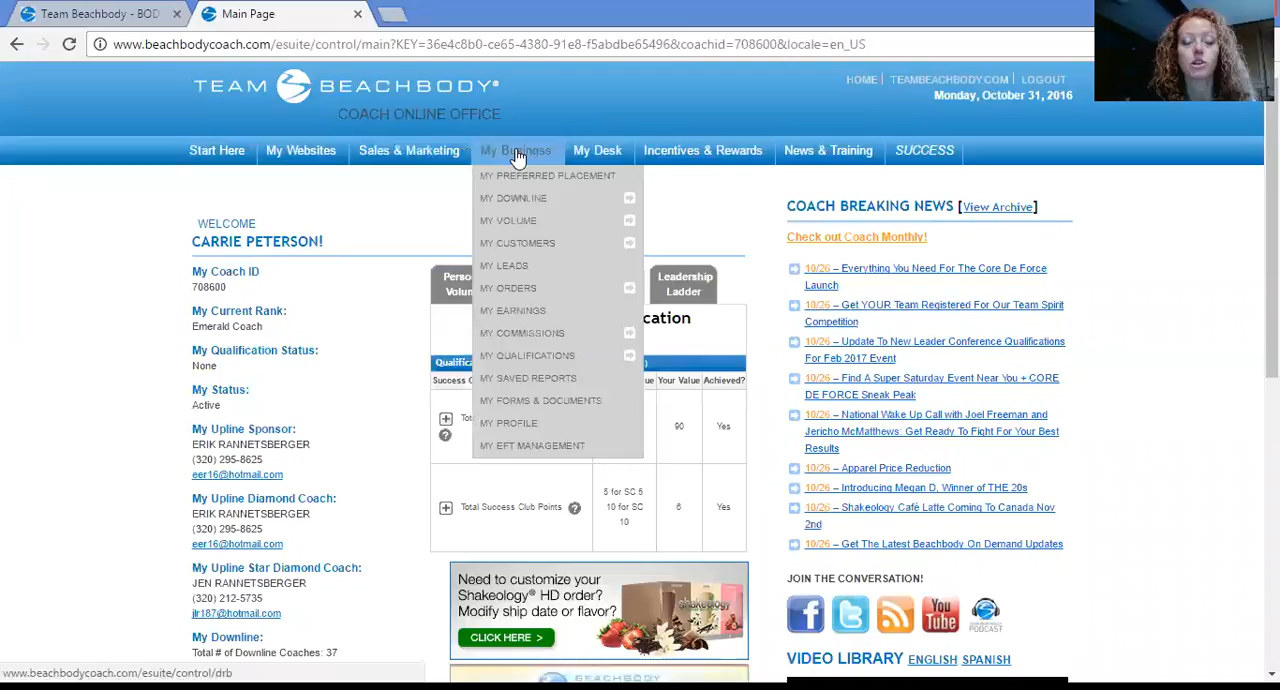 Team Beachbody - BOD
Main Page
www.beachbodycoach.com/esuite/control/main?KEY=36e4c8b0-ce65-4380-91e8-f5abdbe65496&coachid=708600&locale=en_US
TEAM BEACHBODY®
COACH ONLINE OFFICE
HOME | TEAMBEACHBODY.COM | LOGOUT
Monday, October 31, 2016
Start Here
My Websites
Sales & Marketing
My Business
My Desk
Incentives & Rewards
News & Training
SUCCESS
MY PREFERRED PLACEMENT
MY DOWNLINE
MY VOLUME
MY CUSTOMERS
MY LEADS
MY ORDERS
MY EARNINGS
MY COMMISSIONS
MY QUALIFICATIONS
MY SAVED REPORTS
MY FORMS & DOCUMENTS
MY PROFILE
MY EFT MANAGEMENT
WELCOME
CARRIE PETERSON!
My Coach ID
708600
My Current Rank:
Emerald Coach
My Qualification Status:
None
My Status:
Active
My Upline Sponsor:
ERIK RANNETSBERGER
(320) 295-8625
eer16@hotmail.com
My Upline Diamond Coach:
ERIK RANNETSBERGER
(320) 295-8625
eer16@hotmail.com
My Upline Star Diamond Coach:
JEN RANNETSBERGER
(320) 212-5735
jlr187@hotmail.com
My Downline:
Total # of Downline Coaches: 37
Leadership
Ladder
Your Value
Achieved?
90
Yes
Total Success Club Points
5 for SC 5
10 for SC
10
6
Yes
Need to customize your
Shakeology® HD order?
Modify ship date or flavor?
CLICK HERE >
shakeology
COACH BREAKING NEWS [View Archive]
Check out Coach Monthly!
10/26 – Everything You Need For The Core De Force
Launch
10/26 – Get YOUR Team Registered For Our Team Spirit
Competition
10/26 – Update To New Leader Conference Qualifications
For Feb 2017 Event
10/26 – Find A Super Saturday Event Near You + CORE
DE FORCE Sneak Peak
10/26 – National Wake Up Call with Joel Freeman and
Jericho McMatthews: Get Ready To Fight For Your Best
Results
10/26 – Apparel Price Reduction
10/26 – Introducing Megan D, Winner of THE 20s
10/26 – Shakeology Café Latte Coming To Canada Nov
2nd
10/26 – Get The Latest Beachbody On Demand Updates
JOIN THE CONVERSATION!
You
Tube
PODCAST
VIDEO LIBRARY ENGLISH SPANISH
www.beachbodycoach.com/esuite/control/drb